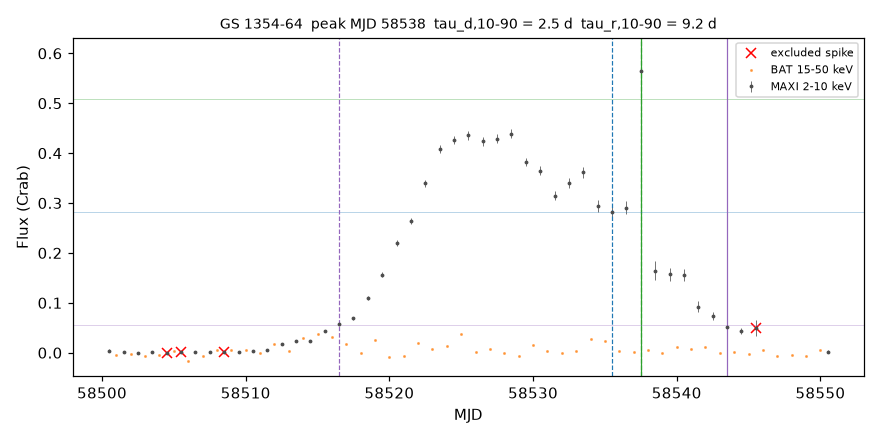 GS 1354-64 peak MJD 58538 tau_d,10-90 = 2.5 d tau_r,10-90 = 9.2 d
excluded spike
BAT 15-50 keV
MAXI 2-10 keV
Flux (Crab)
0.6
0.5
0.4
0.3
0.2
0.1
0.0
58500 58510 58520 58530 58540 58550
MJD